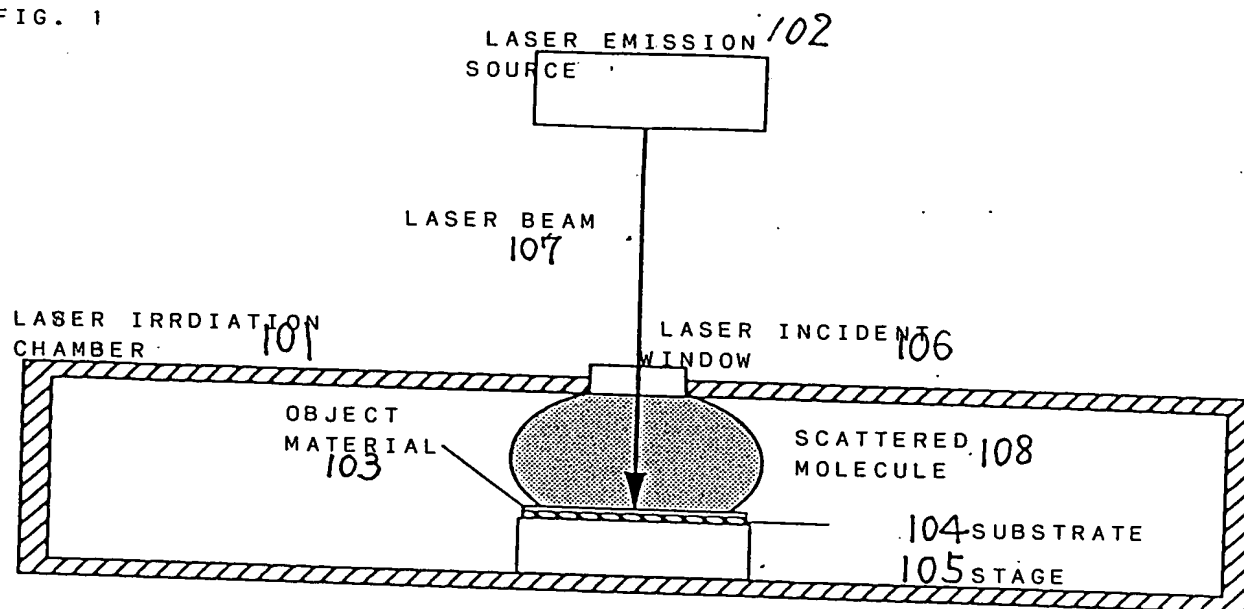 FIG. 1
LASER EMISSION 102
SOURCE
LASER BEAM
107
LASER IRRDIATION
CHAMBER 101
LASER INCIDENT
WINDOW 106
OBJECT
MATERIAL
103
SCATTERED
MOLECULE 108
104 SUBSTRATE
105 STAGE